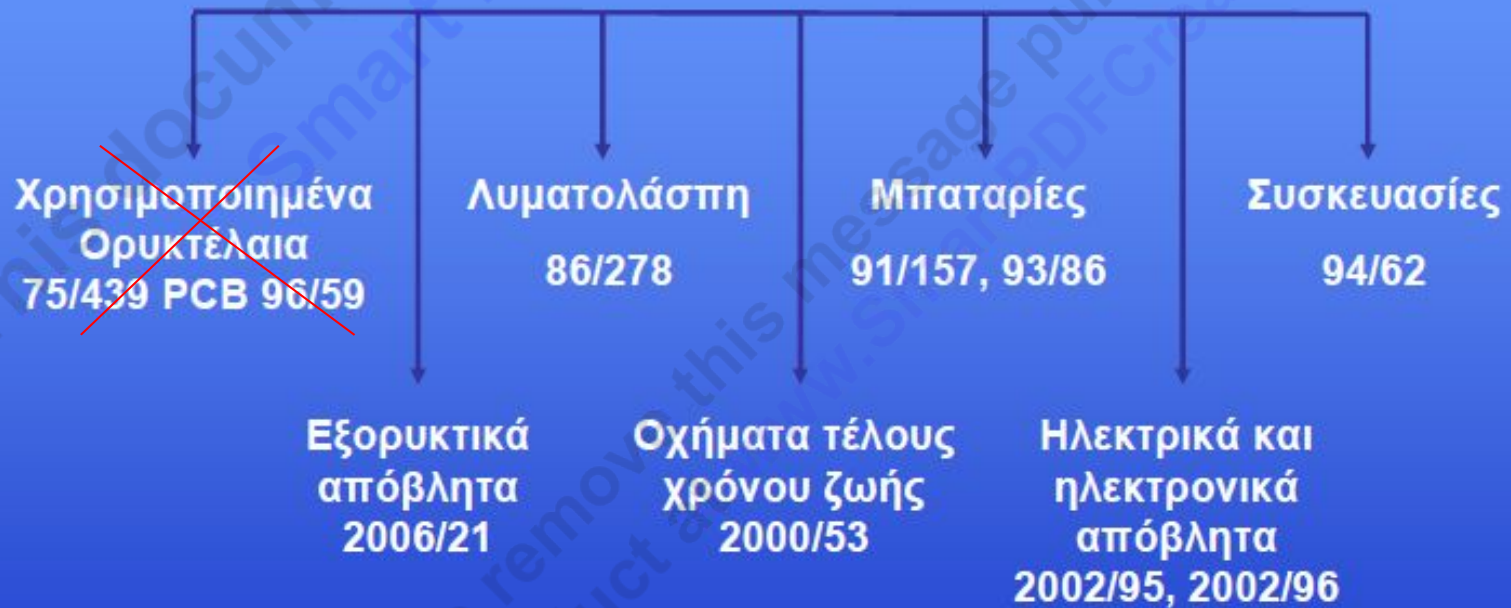 Χρησιμοποιημένα
Ορυκτέλαια
75/439 PCB 96/59
Λυματολάσπη
86/278
Μπαταρίες
91/157, 93/86
Συσκευασίες
94/62
Εξορυκτικά
απόβλητα
2006/21
Οχήματα τέλους
χρόνου ζωής
2000/53
Ηλεκτρικά και
ηλεκτρονικά
απόβλητα
2002/95, 2002/96